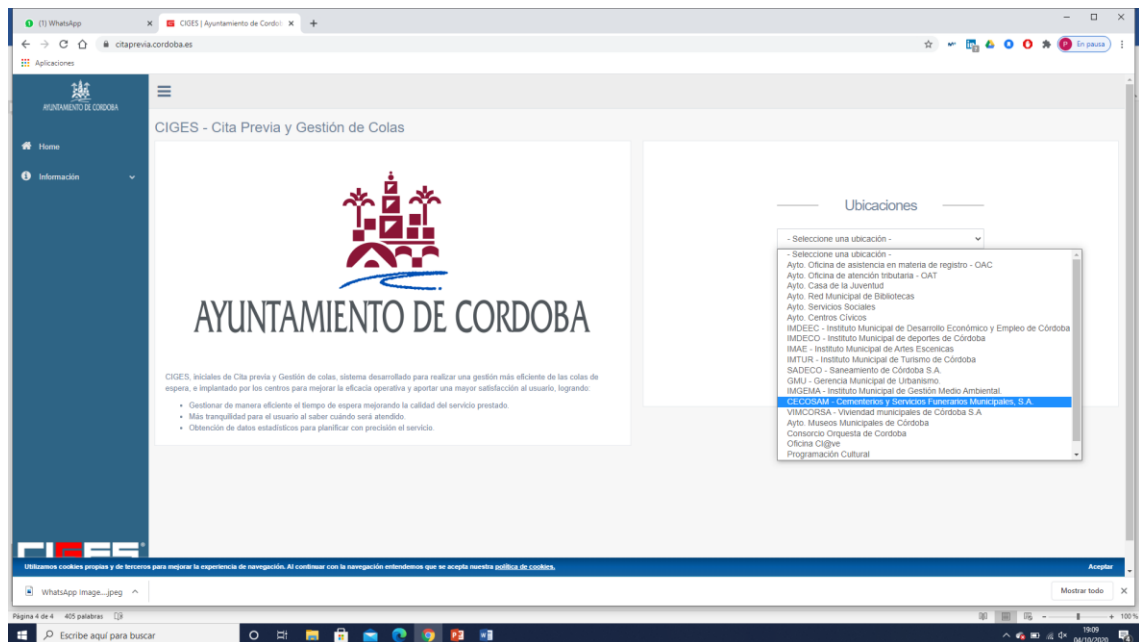 (1) WhatsApp
CIGES | Ayuntamiento de Cordob
citaprevia.cordoba.es
En pausa
Aplicaciones
AYUNTAMIENTO DE CORDOBA
CIGES - Cita Previa y Gestión de Colas
Home
Información
AYUNTAMIENTO DE CORDOBA
CIGES, iniciales de Cita previa y Gestión de colas, sistema desarrollado para realizar una gestión más eficiente de las colas de
espera, e implantado por los centros para mejorar la eficacia operativa y aportar una mayor satisfacción al usuario, logrando:
• Gestionar de manera eficiente el tiempo de espera mejorando la calidad del servicio prestado.
• Más tranquilidad para el usuario al saber cuándo será atendido.
• Obtención de datos estadísticos para planificar con precisión el servicio.
Ubicaciones
- Seleccione una ubicación -
- Seleccione una ubicación -
Ayto. Oficina de asistencia en materia de registro - OAC
Ayto. Oficina de atención tributaria - OAT
Ayto. Casa de la Juventud
Ayto. Red Municipal de Bibliotecas
Ayto. Servicios Sociales
Ayto. Centros Cívicos
IMDEEC - Instituto Municipal de Desarrollo Económico y Empleo de Córdoba
IMDECO - Instituto Municipal de deportes de Córdoba
IMAE - Instituto Municipal de Artes Escenicas
IMTUR - Instituto Municipal de Turismo de Córdoba
SADECO - Saneamiento de Córdoba S.A.
GMU - Gerencia Municipal de Urbanismo.
IMGEMA - Instituto Municipal de Gestión Medio Ambiental.
CECOSAM - Cementerios y Servicios Funerarios Municipales, S.A.
VIMCORSA - Viviendad municipales de Córdoba S.A
Ayto. Museos Municipales de Córdoba
Consorcio Orquesta de Cordoba
Oficina Cl@ve
Programación Cultural
CIGES
Utilizamos cookies propias y de terceros para mejorar la experiencia de navegación. Al continuar con la navegación entendemos que se acepta nuestra política de cookies.
Aceptar
WhatsApp Image....jpeg
Mostrar todo
Página 4 de 4 405 palabras
100 %
Escribe aquí para buscar
19:09
04/10/2020